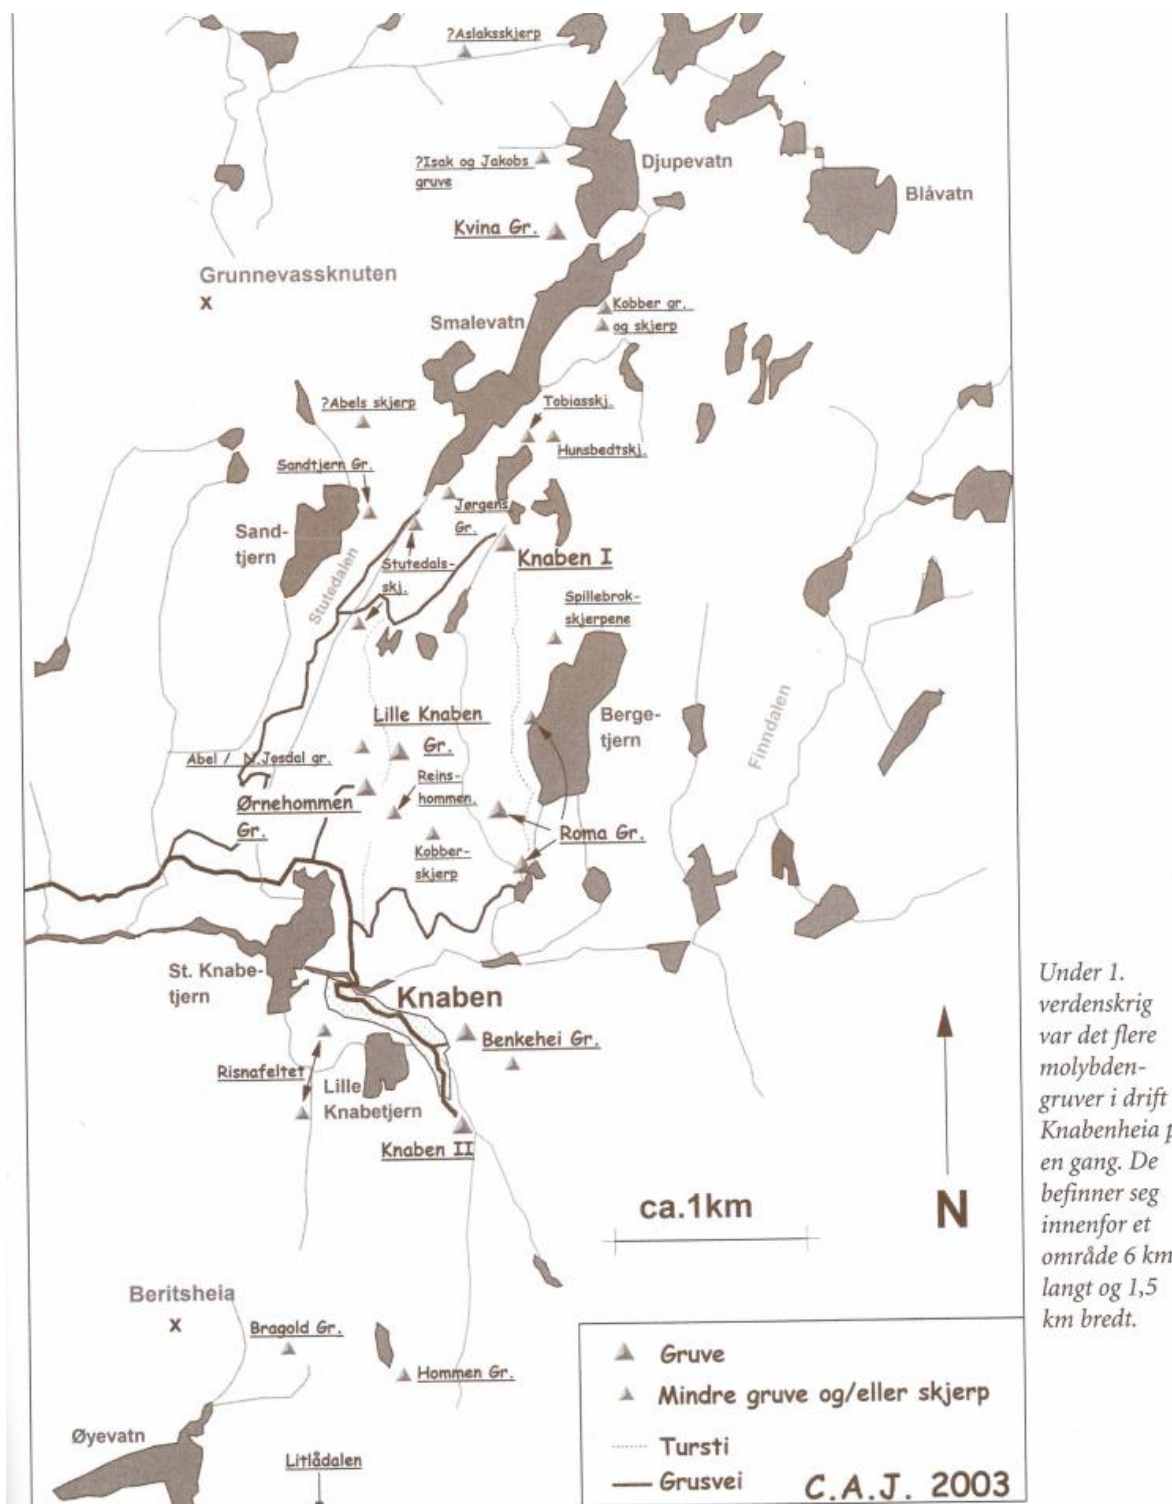 ?Aslaksskjerp
Djupevatn
?Isak og Jakobs
gruve
Blåvatn
Kvina Gr.
Grunnevassknuten
x
Kobber gr.
og skjerp
Smalevatn
?Abels skjerp
Tobiasskj.
Hunsbedtskj.
Sandtjern Gr.
Jørgens
Gr.
Sand-
tjern
Stutedalen
Stutedals-
skj.
Knaben I
Spillebrok-
skjerpene
Lille Knaben
Gr.
Berge-
tjern
Finndalen
Abel / N.Josdal gr.
Reins-
hommen.
Ørnehommen
Gr.
Roma Gr.
Kobber-
skjerp
St. Knabe-
tjern
Knaben
Benkehei Gr.
Risnafeltet
Lille
Knabetjern
Knaben II
ca.1km
N
Under 1.
verdenskrig
var det flere
molybden-
gruver i drift
Knabenheia p
en gang. De
befinner seg
innenfor et
område 6 km
langt og 1,5
km bredt.
Beritsheia
x
Bragold Gr.
Hommen Gr.
Øyevatn
Litlådalen
Gruve
Mindre gruve og/eller skjerp
Tursti
Grusvei
C.A.J. 2003